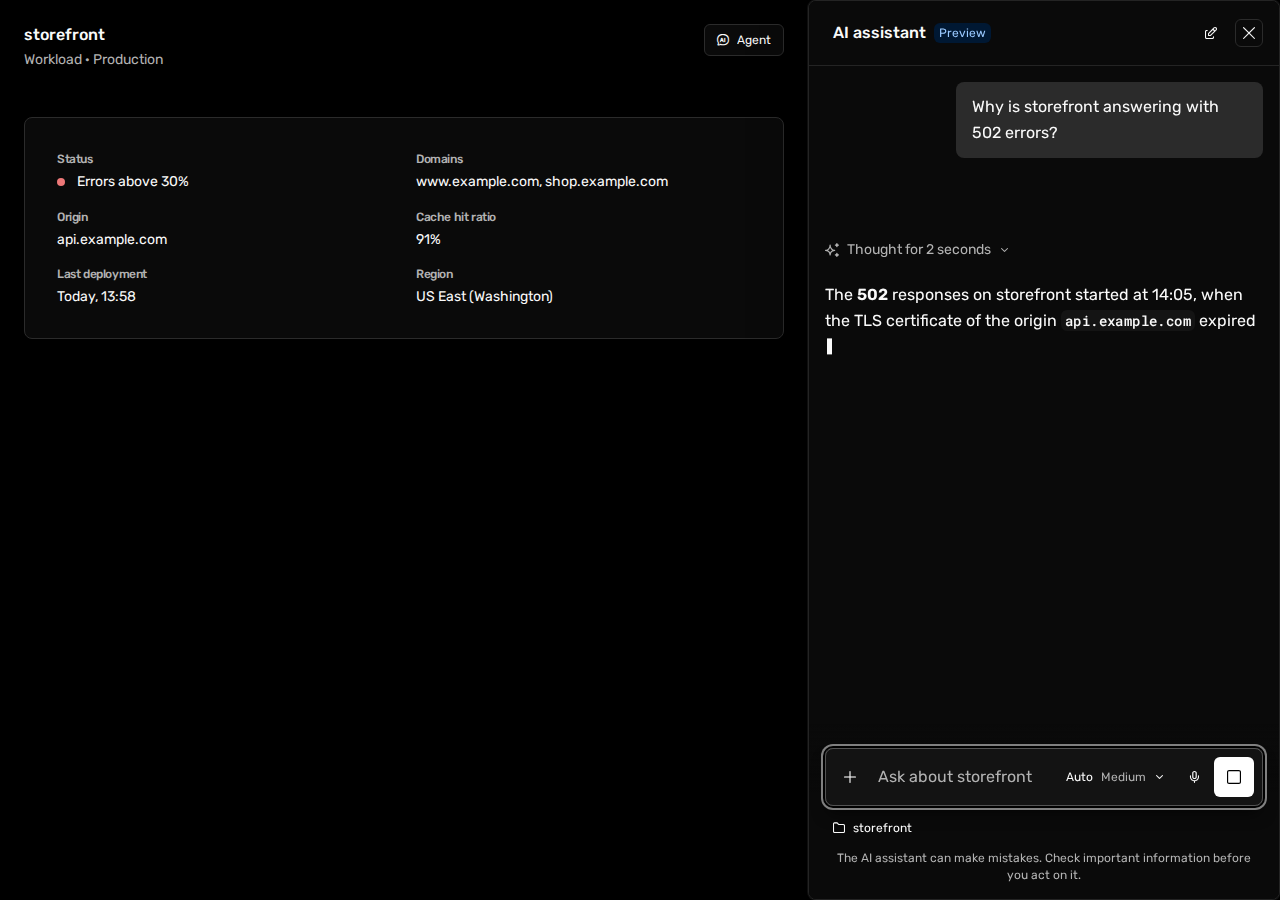 storefront
Workload • Production
Agent
Status
Errors above 30%
Domains
www.example.com, shop.example.com
Origin
api.example.com
Cache hit ratio
91%
Last deployment
Today, 13:58
Region
US East (Washington)
AI assistant
Preview
Why is storefront answering with
502 errors?
Thought for 2 seconds
The 502 responses on storefront started at 14:05, when
the TLS certificate of the origin api.example.com expired
Ask about storefront
Auto Medium
storefront
The AI assistant can make mistakes. Check important information before
you act on it.